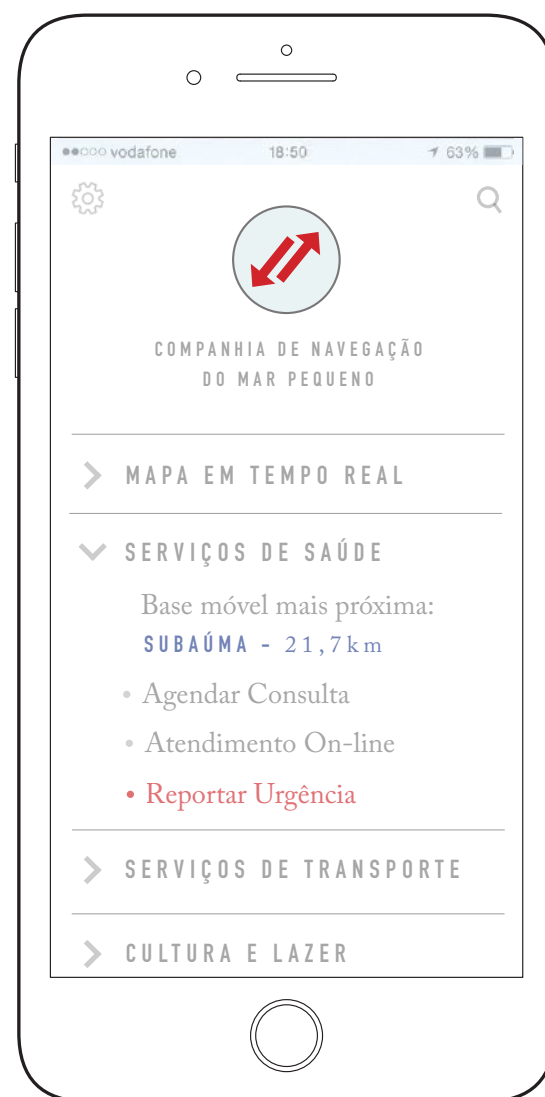 vodafone 18:50 63%
COMPANHIA DE NAVEGAÇÃO
DO MAR PEQUENO
MAPA EM TEMPO REAL
SERVIÇOS DE SAÚDE
Base móvel mais próxima:
SUBAÚMA - 21,7km
• Agendar Consulta
• Atendimento On-line
• Reportar Urgência
SERVIÇOS DE TRANSPORTE
CULTURA E LAZER